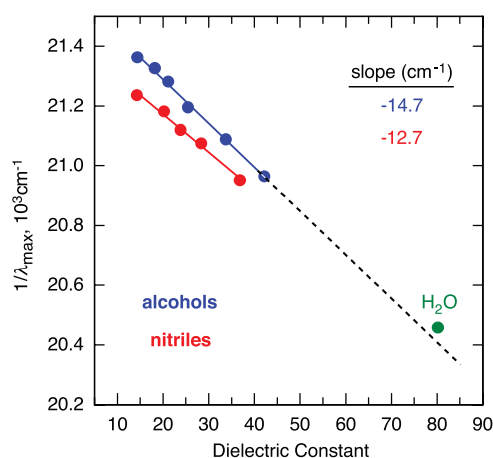 21.4
21.2
21.0
20.8
20.6
20.4
20.2
1/λmax, 10³cm⁻¹
slope (cm⁻¹)
-14.7
-12.7
alcohols
nitriles
H₂O
10 20 30 40 50 60 70 80 90
Dielectric Constant